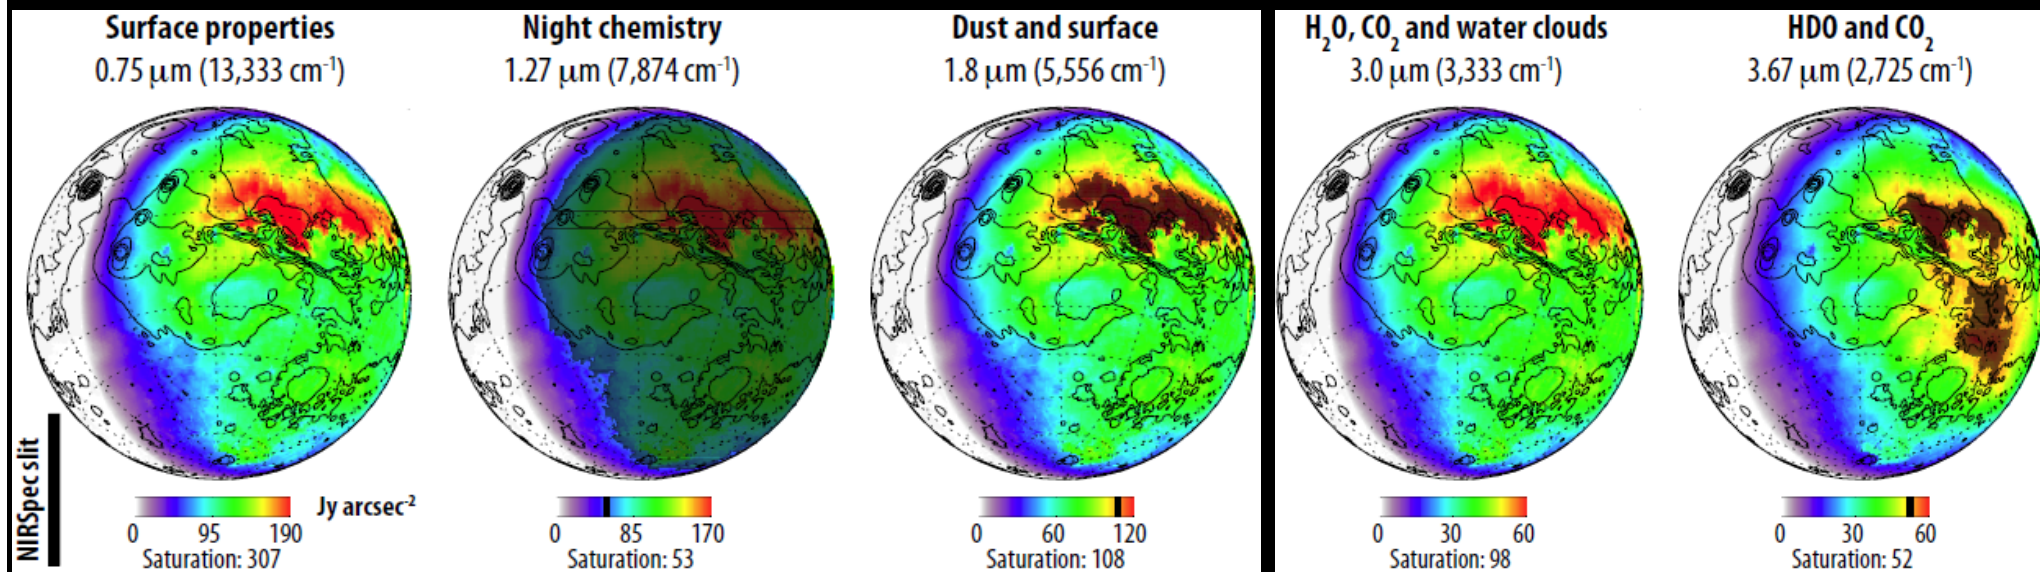 Surface properties
0.75 μm (13,333 cm⁻¹)
Night chemistry
1.27 μm (7,874 cm⁻¹)
Dust and surface
1.8 μm (5,556 cm⁻¹)
H₂O, CO₂ and water clouds
3.0 μm (3,333 cm⁻¹)
HDO and CO₂
3.67 μm (2,725 cm⁻¹)
NIRSpec slit
0 95 190 Jy arcsec⁻²
Saturation: 307
0 85 170
Saturation: 53
0 60 120
Saturation: 108
0 30 60
Saturation: 98
0 30 60
Saturation: 52